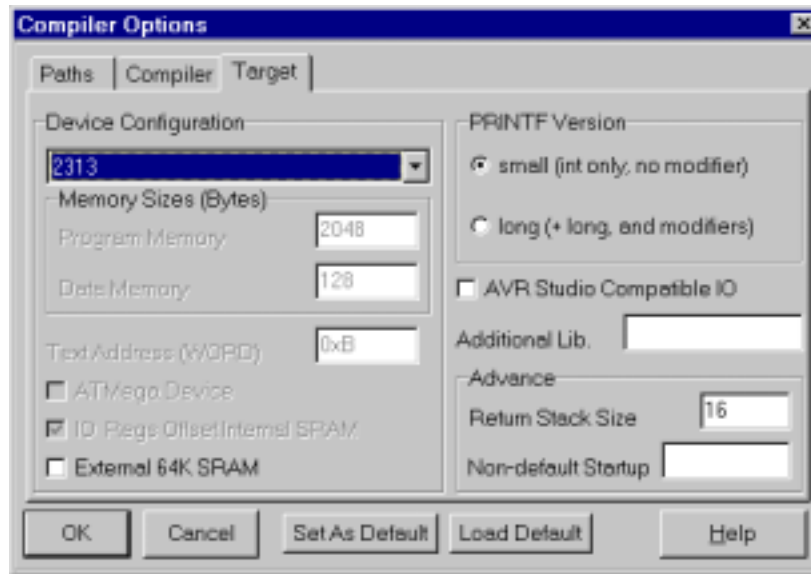 Compiler Options
Paths
Compiler
Target
Device Configuration
2313
Memory Sizes (Bytes)
Program Memory
2048
Data Memory
128
Text Address (WORD)
0xB
ATMega Device
IO Regs Offset Internal SRAM
External 64K SRAM
PRINTF Version
small (int only, no modifier)
long (+ long, and modifiers)
AVR Studio Compatible IO
Additional Lib.
Advance
Return Stack Size
16
Non-default Startup
OK
Cancel
Set As Default
Load Default
Help